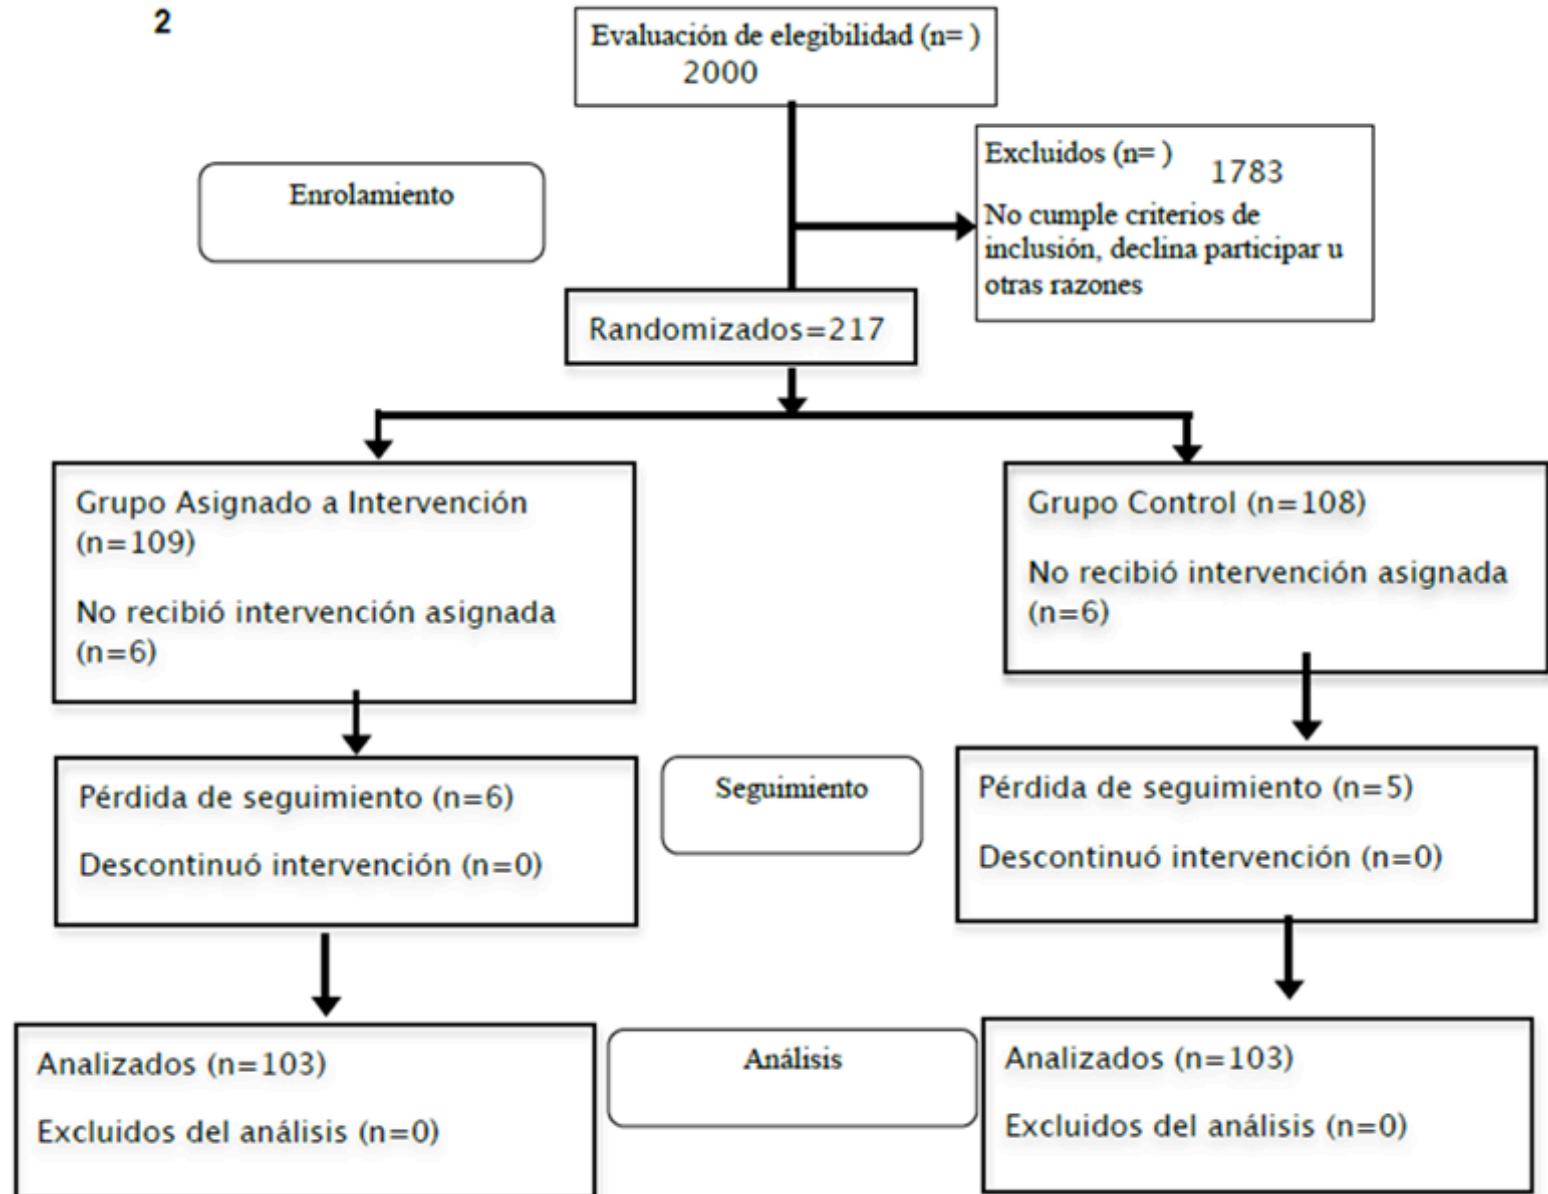 2
Evaluación de elegibilidad (n= )
2000
Excluidos (n= )
1783
No cumple criterios de
inclusión, declina participar u
otras razones
Enrolamiento
Randomizados=217
Grupo Asignado a Intervención
(n=109)
No recibió intervención asignada
(n=6)
Grupo Control (n=108)
No recibió intervención asignada
(n=6)
Pérdida de seguimiento (n=6)
Descontinuó intervención (n=0)
Seguimiento
Pérdida de seguimiento (n=5)
Descontinuó intervención (n=0)
Analizados (n=103)
Excluidos del análisis (n=0)
Análisis
Analizados (n=103)
Excluidos del análisis (n=0)